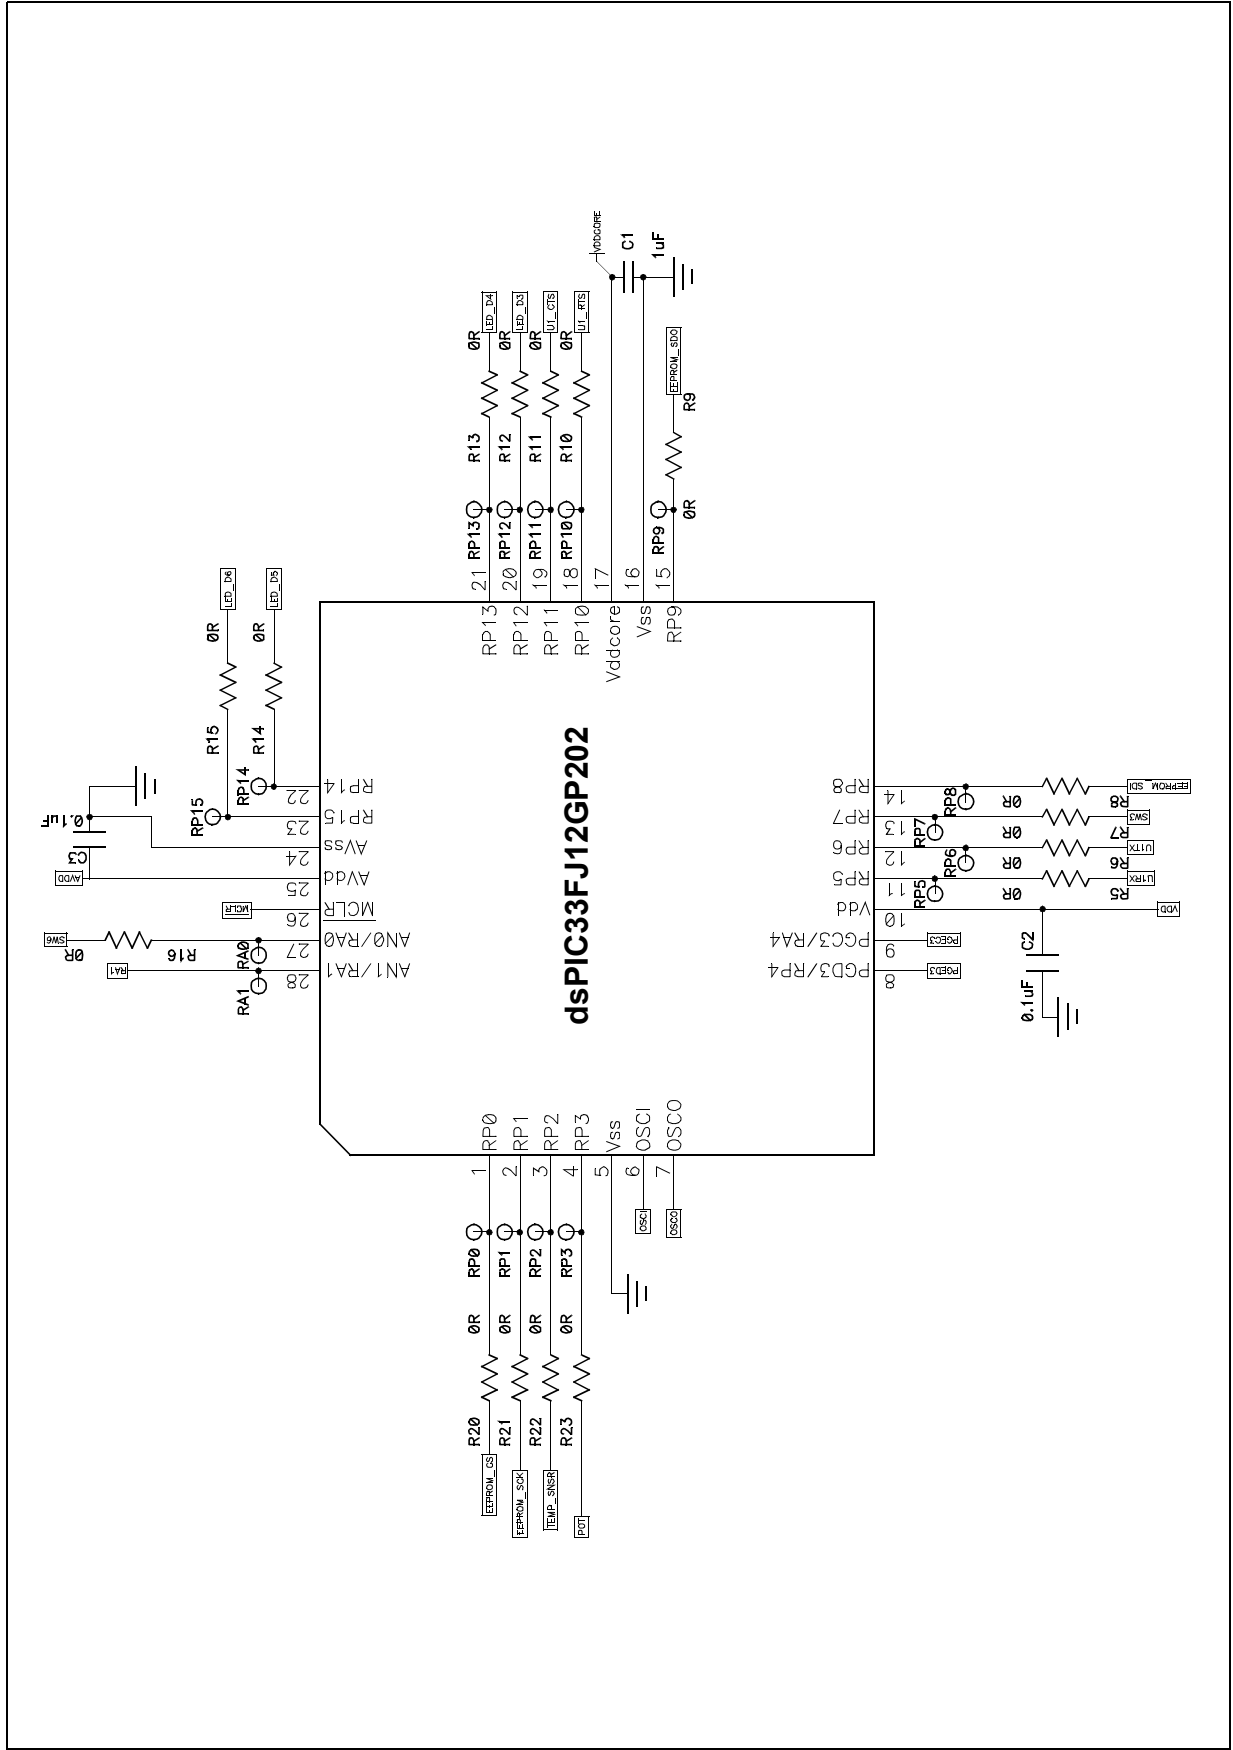 VDDCORE
C1
1uF
LED_D4
LED_D3
U1_CTS
U1_RTS
0R
0R
0R
0R
R13
R12
R11
R10
EEPROM_SDO
R9
0R
RP13
RP12
RP11
RP10
RP9
21
20
19
18
17
16
15
RP13
RP12
RP11
RP10
Vddcore
Vss
RP9
LED_D6
LED_D5
0R
0R
R15
R14
RP15
RP14
0.1uF
C3
AVDD
MCLR
SW6
0R
R16
RA1
RA0
RA1
22
23
24
25
26
27
28
RP14
RP15
AVss
AVdd
MCLR
AN0/RA0
AN1/RA1
dsPIC33FJ12GP202
RP8
RP7
RP6
RP5
Vdd
PGC3/RA4
PGD3/RP4
14
13
12
11
10
9
8
RP8
RP7
RP6
RP5
0R
0R
0R
0R
R8
R7
R6
R5
EEPROM_SDI
SW3
U1TX
U1RX
VDD
PGEC3
PGED3
C2
0.1uF
RP0
RP1
RP2
RP3
Vss
OSCI
OSCO
1
2
3
4
5
6
7
RP0
RP1
RP2
RP3
OSCI
OSCO
0R
0R
0R
0R
R20
R21
R22
R23
EEPROM_CS
EEPROM_SCK
TEMP_SNSR
POT